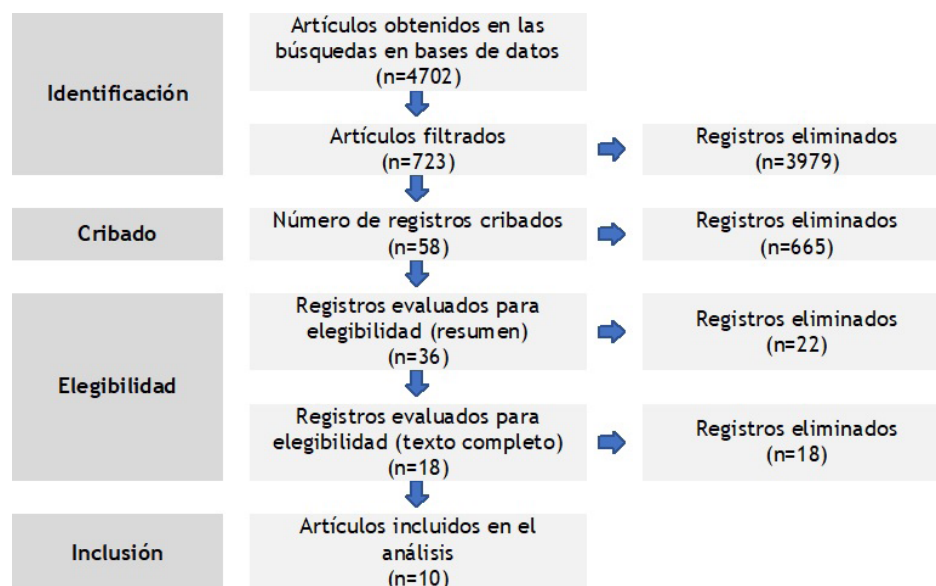 Identificación
Artículos obtenidos en las
búsquedas en bases de datos
(n=4702)
Artículos filtrados
(n=723)
Registros eliminados
(n=3979)
Cribado
Número de registros cribados
(n=58)
Registros eliminados
(n=665)
Elegibilidad
Registros evaluados para
elegibilidad (resumen)
(n=36)
Registros eliminados
(n=22)
Registros evaluados para
elegibilidad (texto completo)
(n=18)
Registros eliminados
(n=18)
Inclusión
Artículos incluidos en el
análisis
(n=10)